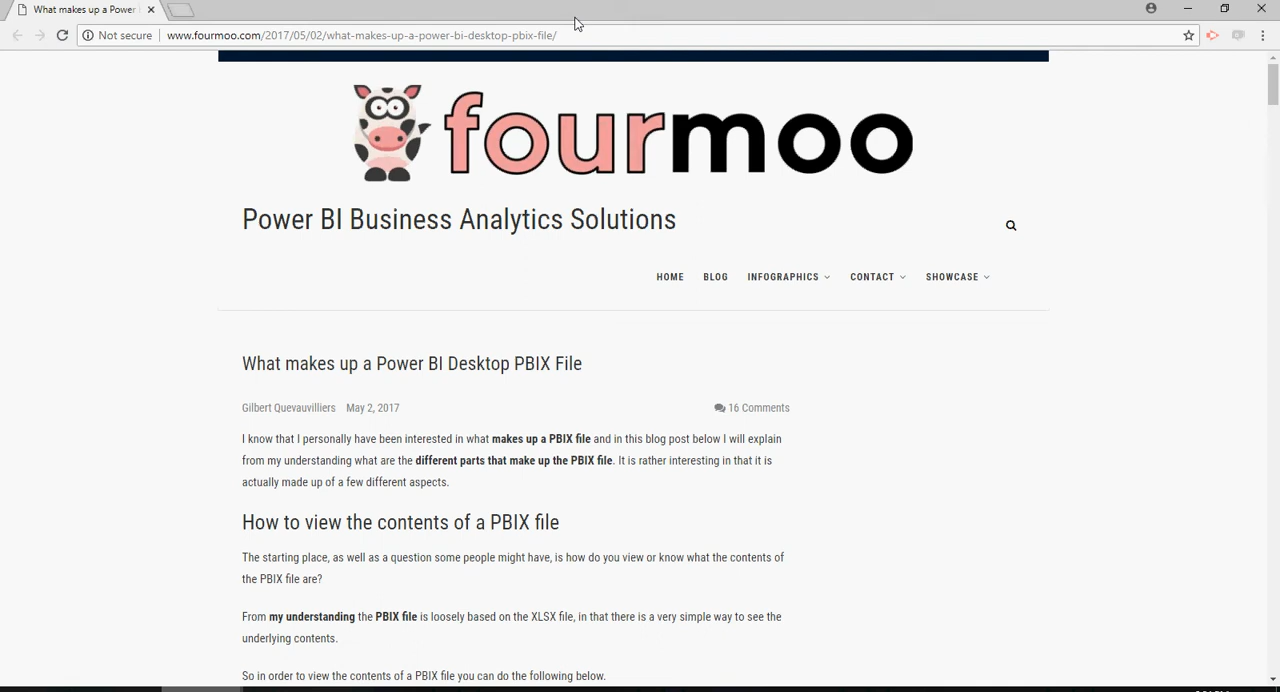 What makes up a Power
Not secure
www.fourmoo.com/2017/05/02/what-makes-up-a-power-bi-desktop-pbix-file/
fourmoo
Power BI Business Analytics Solutions
HOME BLOG INFOGRAPHICS CONTACT SHOWCASE
What makes up a Power BI Desktop PBIX File
Gilbert Quevauvilliers May 2, 2017 16 Comments
I know that I personally have been interested in what makes up a PBIX file and in this blog post below I will explain
from my understanding what are the different parts that make up the PBIX file. It is rather interesting in that it is
actually made up of a few different aspects.
How to view the contents of a PBIX file
The starting place, as well as a question some people might have, is how do you view or know what the contents of
the PBIX file are?
From my understanding the PBIX file is loosely based on the XLSX file, in that there is a very simple way to see the
underlying contents.
So in order to view the contents of a PBIX file you can do the following below.